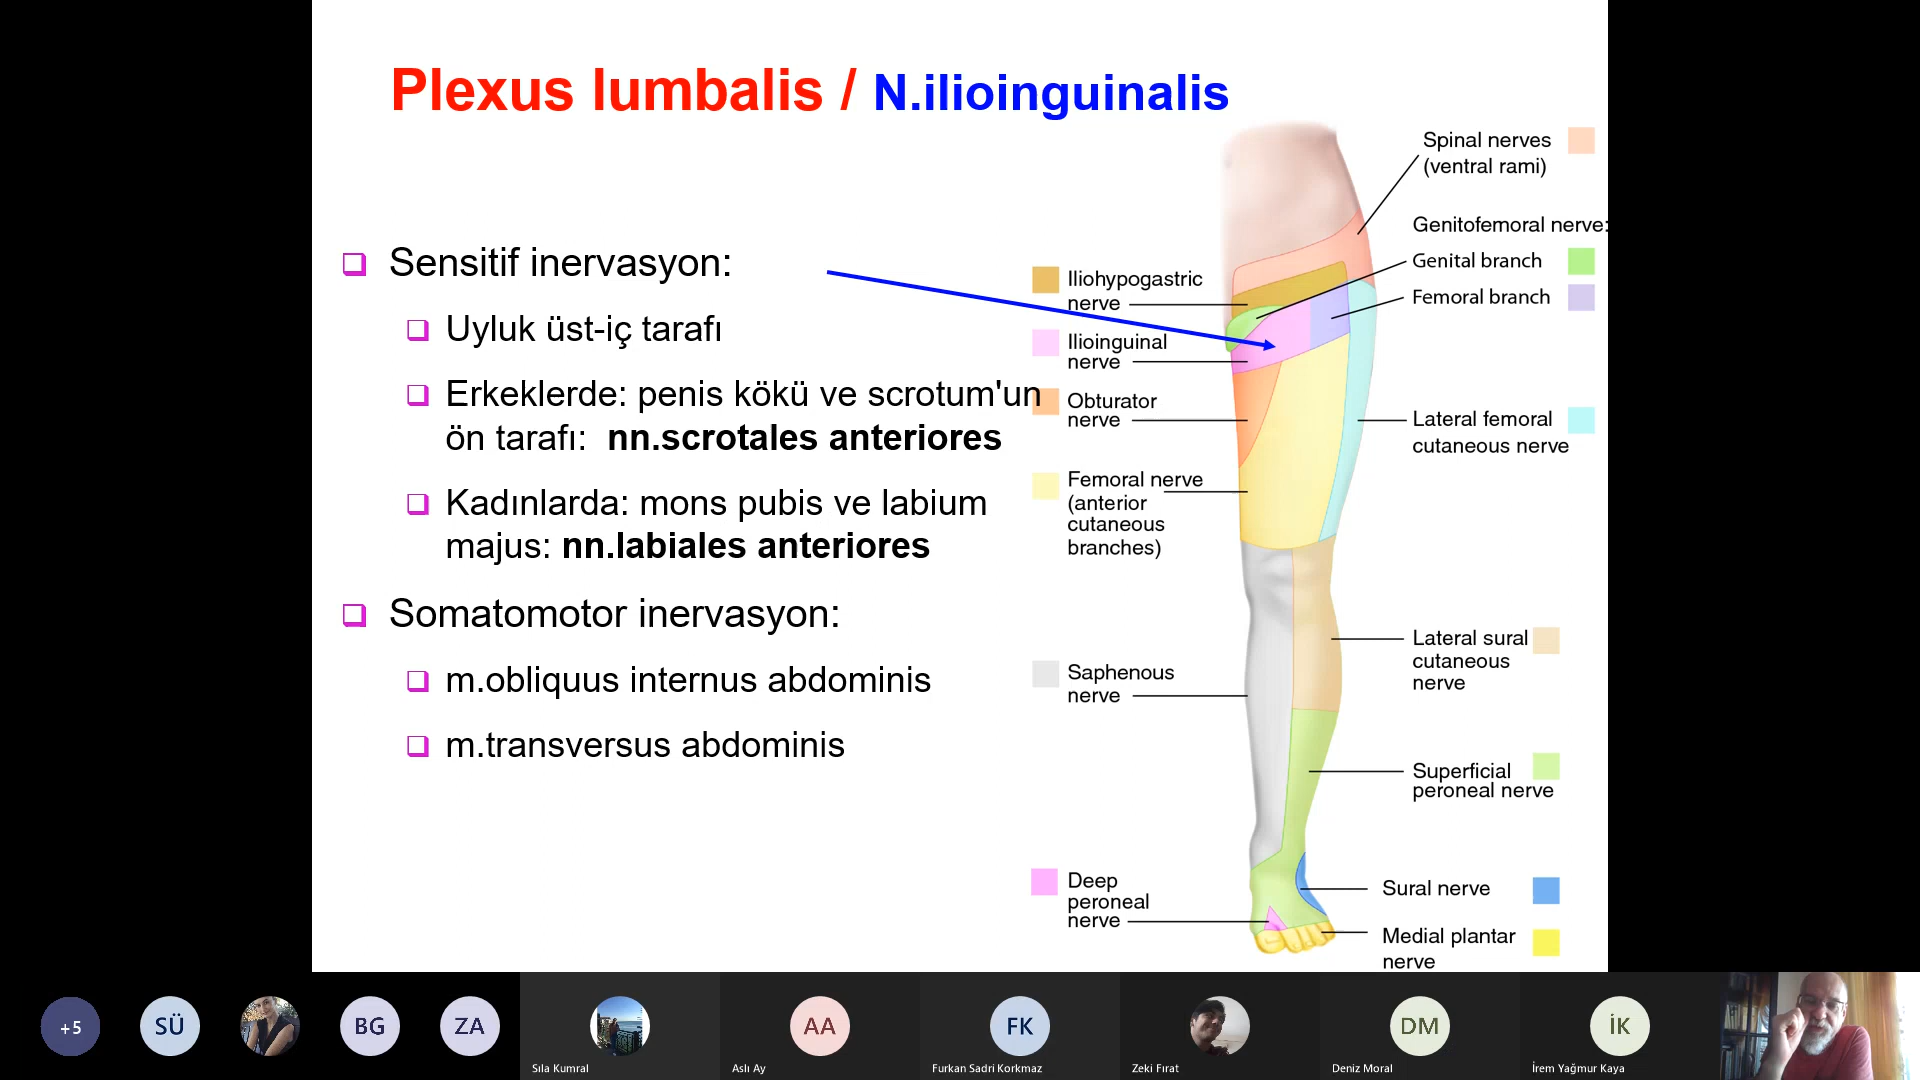 Plexus lumbalis / N.ilioinguinalis
Sensitif inervasyon:
Uyluk üst-iç tarafı
Erkeklerde: penis kökü ve scrotum'un
ön tarafı: nn.scrotales anteriores
Kadınlarda: mons pubis ve labium
majus: nn.labiales anteriores
Somatomotor inervasyon:
m.obliquus internus abdominis
m.transversus abdominis
Iliohypogastric
nerve
Ilioinguinal
nerve
Obturator
nerve
Femoral nerve
(anterior
cutaneous
branches)
Saphenous
nerve
Deep
peroneal
nerve
Spinal nerves
(ventral rami)
Genitofemoral nerve:
Genital branch
Femoral branch
Lateral femoral
cutaneous nerve
Lateral sural
cutaneous
nerve
Superficial
peroneal nerve
Sural nerve
Medial plantar
nerve
+5
SÜ
BG
ZA
Sıla Kumral
AA
Aslı Ay
FK
Furkan Sadri Korkmaz
Zeki Fırat
DM
Deniz Moral
İK
İrem Yağmur Kaya